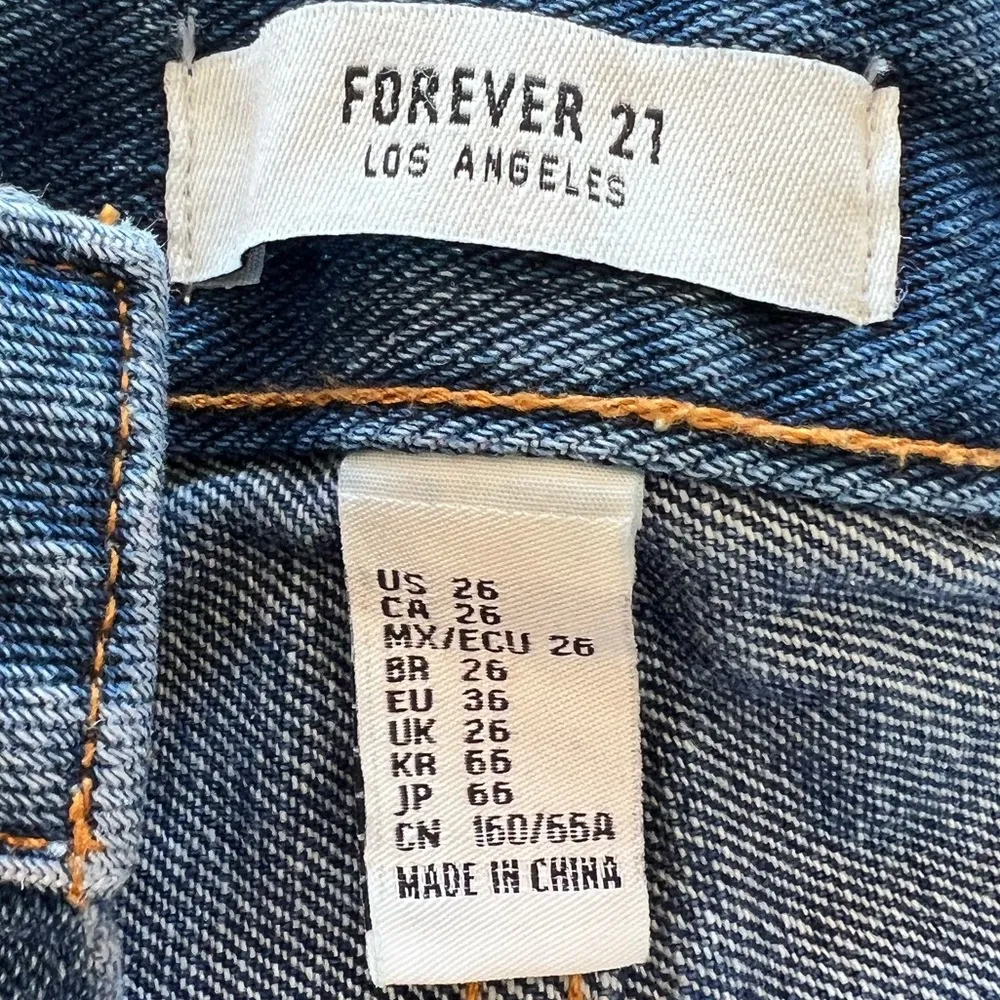 FOREVER 21
LOS ANGELES
US 26
CA 26
MX/ECU 26
BR 26
EU 36
UK 26
KR 66
JP 66
CN 160/66A
MADE IN CHINA